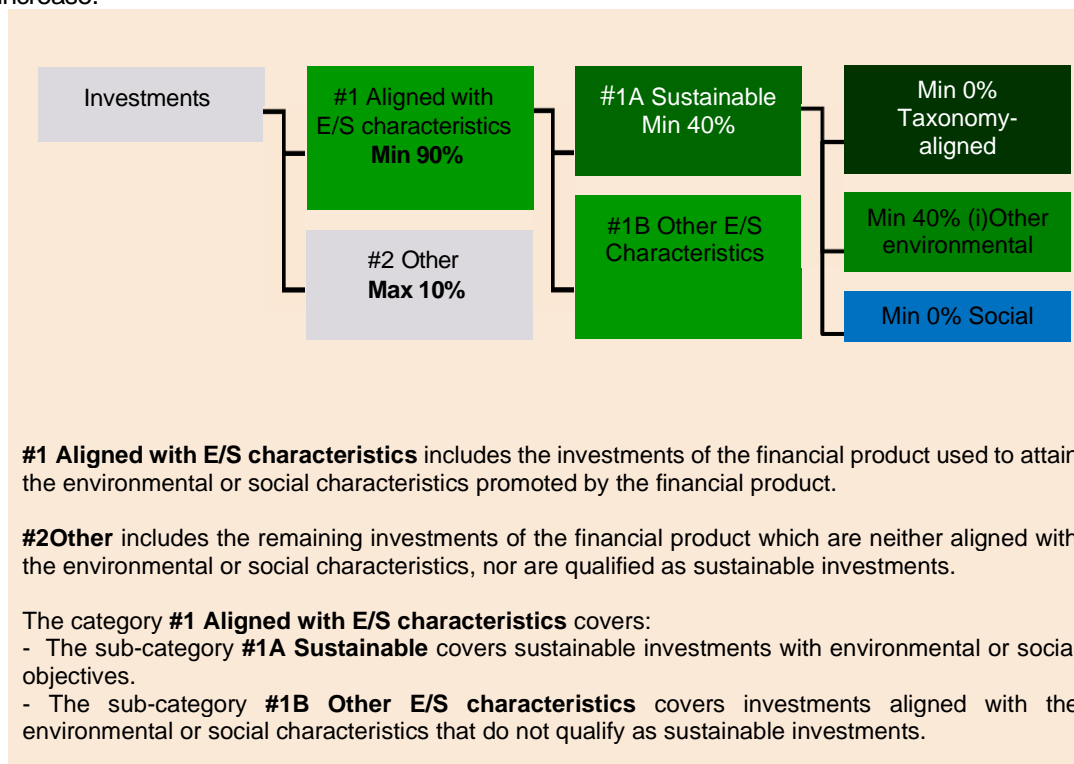 increase.
Investments
#1 Aligned with
E/S characteristics
Min 90%
#2 Other
Max 10%
#1A Sustainable
Min 40%
#1B Other E/S
Characteristics
Min 0%
Taxonomy-
aligned
Min 40% (i)Other
environmental
Min 0% Social
#1 Aligned with E/S characteristics includes the investments of the financial product used to attain
the environmental or social characteristics promoted by the financial product.
#2Other includes the remaining investments of the financial product which are neither aligned with
the environmental or social characteristics, nor are qualified as sustainable investments.
The category #1 Aligned with E/S characteristics covers:
- The sub-category #1A Sustainable covers sustainable investments with environmental or social
objectives.
- The sub-category #1B Other E/S characteristics covers investments aligned with the
environmental or social characteristics that do not qualify as sustainable investments.